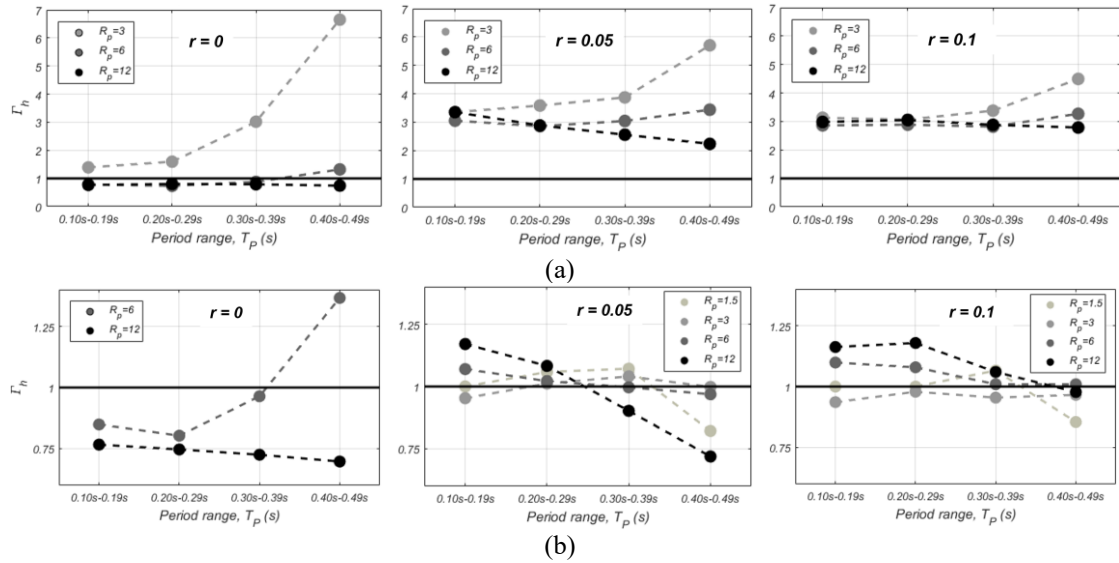 7
6
5
4
3
2
1
0
Γ_h
R_p=3
R_p=6
R_p=12
r = 0
0.10s-0.19s 0.20s-0.29s 0.30s-0.39s 0.40s-0.49s
Period range, T_P (s)
7
6
5
4
3
2
1
0
R_p=3
R_p=6
R_p=12
r = 0.05
0.10s-0.19s 0.20s-0.29s 0.30s-0.39s 0.40s-0.49s
Period range, T_P (s)
7
6
5
4
3
2
1
0
R_p=3
R_p=6
R_p=12
r = 0.1
0.10s-0.19s 0.20s-0.29s 0.30s-0.39s 0.40s-0.49s
Period range, T_P (s)
(a)
1.25
1
0.75
Γ_h
R_p=6
R_p=12
r = 0
0.10s-0.19s 0.20s-0.29s 0.30s-0.39s 0.40s-0.49s
Period range, T_P (s)
1.25
1
0.75
r = 0.05
R_p=1.5
R_p=3
R_p=6
R_p=12
0.10s-0.19s 0.20s-0.29s 0.30s-0.39s 0.40s-0.49s
Period range, T_P (s)
1.25
1
0.75
r = 0.1
R_p=1.5
R_p=3
R_p=6
R_p=12
0.10s-0.19s 0.20s-0.29s 0.30s-0.39s 0.40s-0.49s
Period range, T_P (s)
(b)